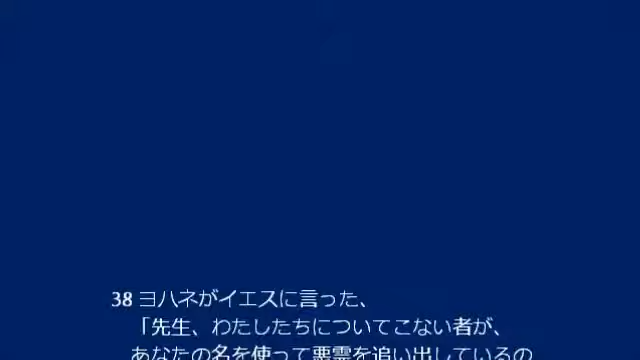 38 ヨハネがイエスに言った、
「先生、わたしたちについてこない者が、
あなたの名を使って悪霊を追い出しているの